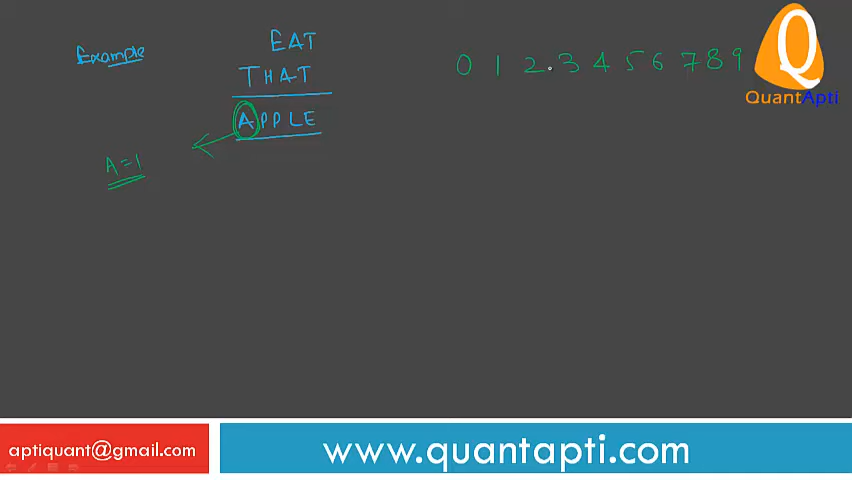 Example
EAT
THAT
APPLE
A=1
0 1 2 3 4 5 6 7 8 9
Q
QuantApti
aptiquant@gmail.com
www.quantapti.com